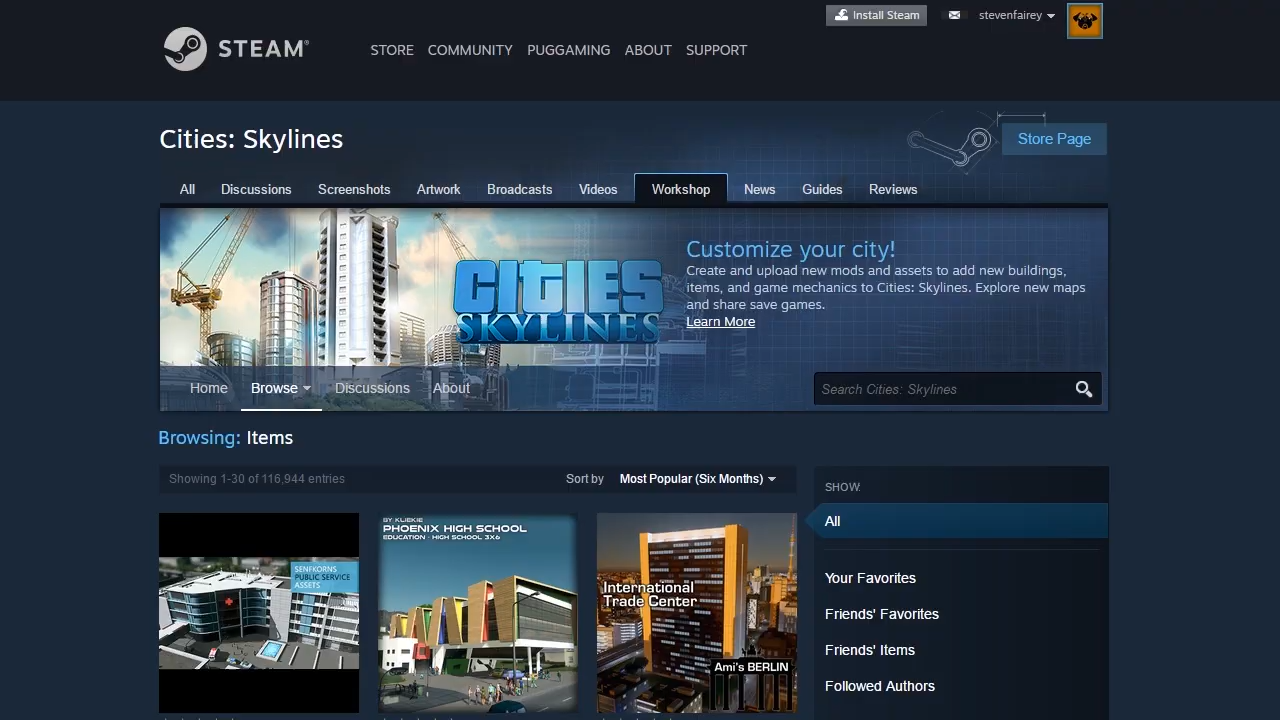 Install Steam
stevenfairey
STEAM®
STORE COMMUNITY PUGGAMING ABOUT SUPPORT
Cities: Skylines
Store Page
All Discussions Screenshots Artwork Broadcasts Videos Workshop News Guides Reviews
CITIES
SKYLINES
Customize your city!
Create and upload new mods and assets to add new buildings,
items, and game mechanics to Cities: Skylines. Explore new maps
and share save games.
Learn More
Home Browse Discussions About
Search Cities: Skylines
Browsing: Items
Showing 1-30 of 116,944 entries
Sort by Most Popular (Six Months)
SENFKORNS
PUBLIC SERVICE
ASSETS
BY KLIEKIE
PHOENIX HIGH SCHOOL
EDUCATION - HIGH SCHOOL 3X6
International
Trade Center
Ami's BERLIN
SHOW:
All
Your Favorites
Friends' Favorites
Friends' Items
Followed Authors